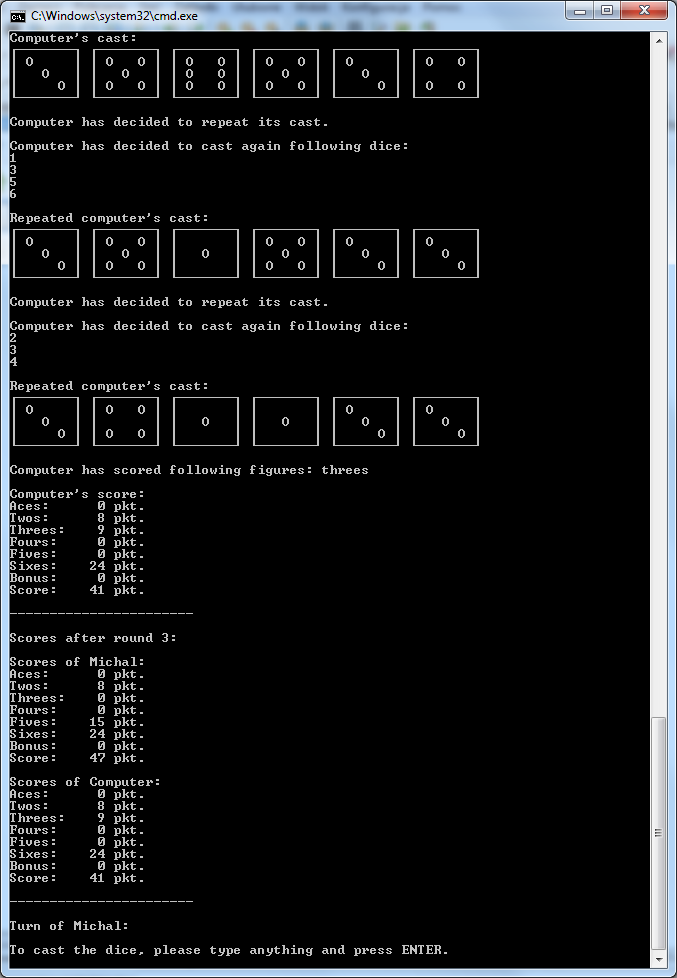 C:\Windows\system32\cmd.exe
Computer's cast:
Computer has decided to repeat its cast.
Computer has decided to cast again following dice:
1
3
5
6
Repeated computer's cast:
Computer has decided to repeat its cast.
Computer has decided to cast again following dice:
2
3
4
Repeated computer's cast:
Computer has scored following figures: threes
Computer's score:
Aces: 0 pkt.
Twos: 8 pkt.
Threes: 9 pkt.
Fours: 0 pkt.
Fives: 0 pkt.
Sixes: 24 pkt.
Bonus: 0 pkt.
Score: 41 pkt.
-----------------------
Scores after round 3:
Scores of Michal:
Aces: 0 pkt.
Twos: 8 pkt.
Threes: 0 pkt.
Fours: 0 pkt.
Fives: 15 pkt.
Sixes: 24 pkt.
Bonus: 0 pkt.
Score: 47 pkt.
Scores of Computer:
Aces: 0 pkt.
Twos: 8 pkt.
Threes: 9 pkt.
Fours: 0 pkt.
Fives: 0 pkt.
Sixes: 24 pkt.
Bonus: 0 pkt.
Score: 41 pkt.
-----------------------
Turn of Michal:
To cast the dice, please type anything and press ENTER.